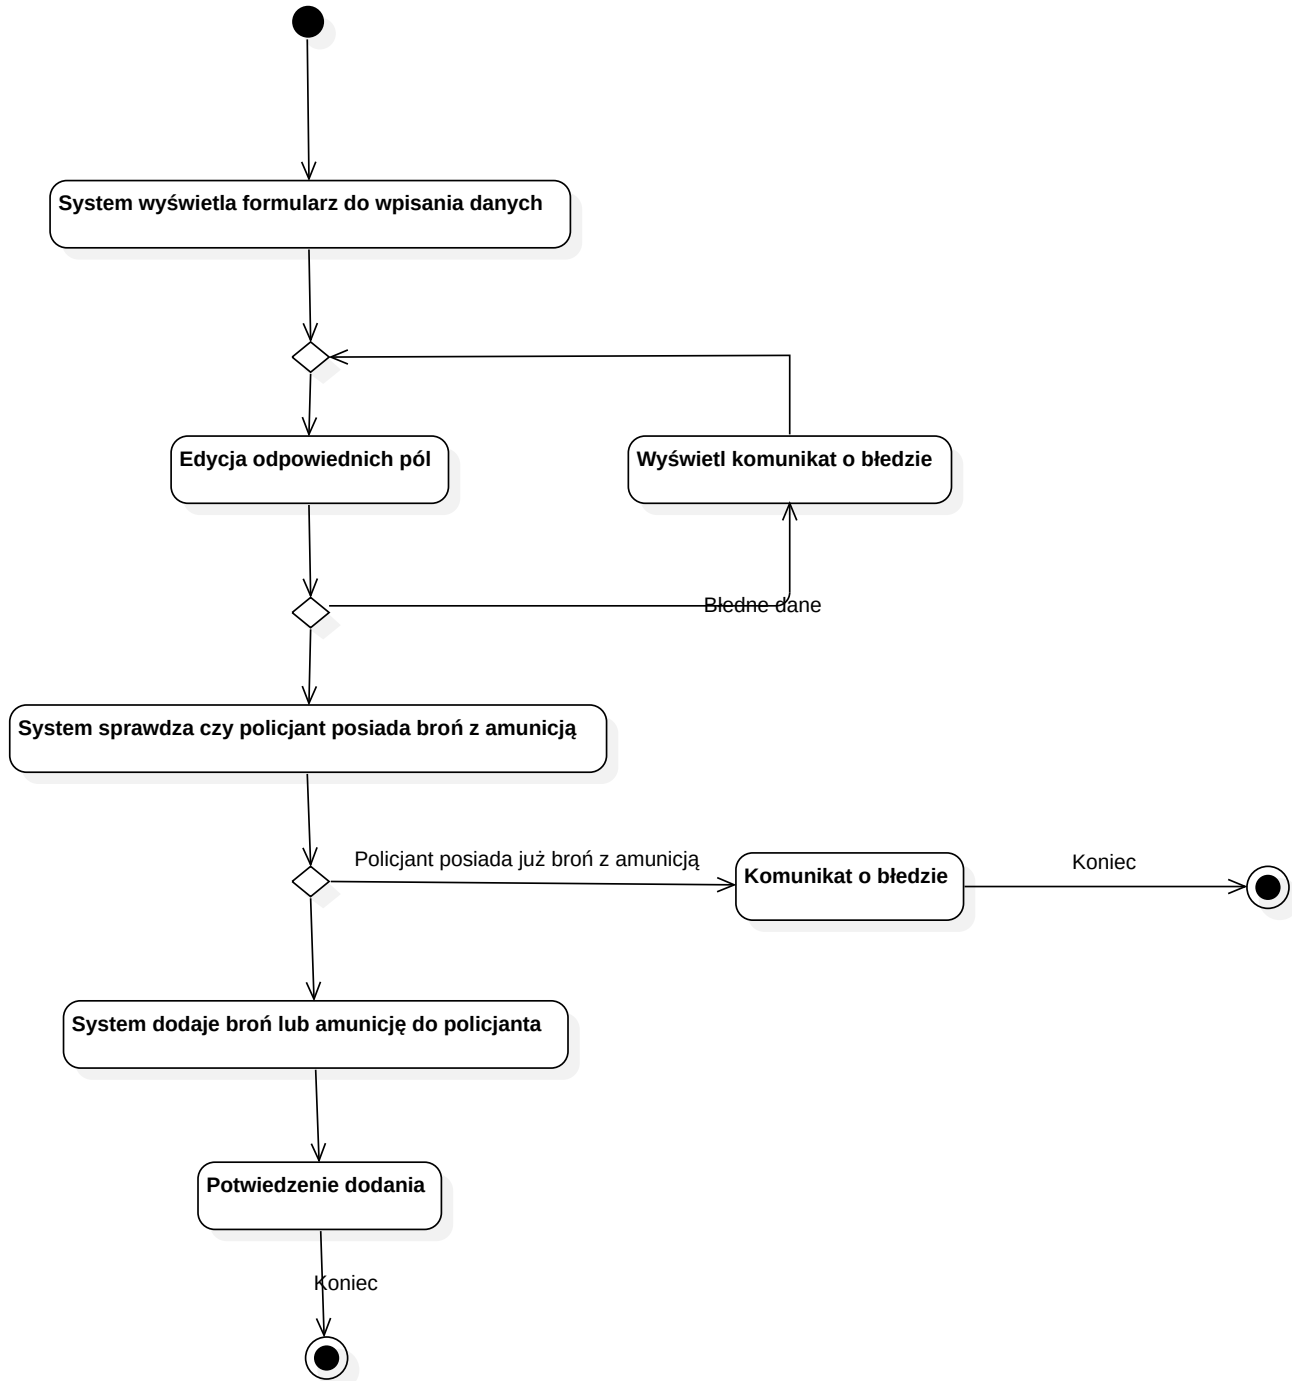 System wyświetla formularz do wpisania danych
Edycja odpowiednich pól
Wyświetl komunikat o błedzie
Błedne dane
System sprawdza czy policjant posiada broń z amunicją
Policjant posiada już broń z amunicją
Komunikat o błedzie
Koniec
System dodaje broń lub amunicję do policjanta
Potwiedzenie dodania
Koniec